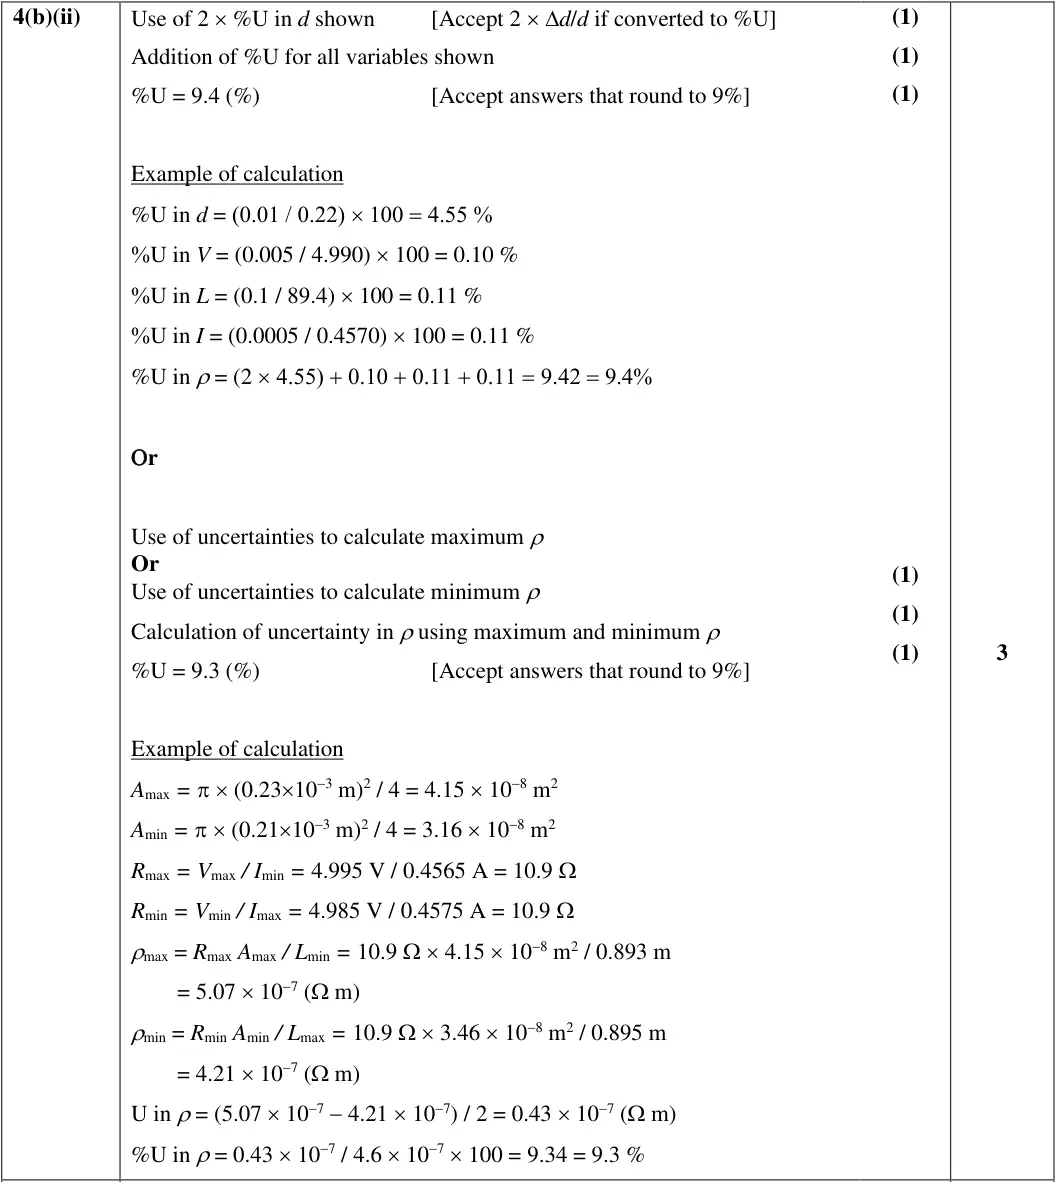 4(b)(ii) Use of 2 × %U in d shown [Accept 2 × Δd/d if converted to %U] (1)
Addition of %U for all variables shown (1)
%U = 9.4 (%) [Accept answers that round to 9%] (1)
Example of calculation
%U in d = (0.01 / 0.22) × 100 = 4.55 %
%U in V = (0.005 / 4.990) × 100 = 0.10 %
%U in L = (0.1 / 89.4) × 100 = 0.11 %
%U in I = (0.0005 / 0.4570) × 100 = 0.11 %
%U in ρ = (2 × 4.55) + 0.10 + 0.11 + 0.11 = 9.42 = 9.4%
Or
Use of uncertainties to calculate maximum ρ
Or
Use of uncertainties to calculate minimum ρ (1)
Calculation of uncertainty in ρ using maximum and minimum ρ (1)
%U = 9.3 (%) [Accept answers that round to 9%] (1) 3
Example of calculation
Amax = π × (0.23×10⁻³ m)² / 4 = 4.15 × 10⁻⁸ m²
Amin = π × (0.21×10⁻³ m)² / 4 = 3.16 × 10⁻⁸ m²
Rmax = Vmax / Imin = 4.995 V / 0.4565 A = 10.9 Ω
Rmin = Vmin / Imax = 4.985 V / 0.4575 A = 10.9 Ω
ρmax = Rmax Amax / Lmin = 10.9 Ω × 4.15 × 10⁻⁸ m² / 0.893 m
= 5.07 × 10⁻⁷ (Ω m)
ρmin = Rmin Amin / Lmax = 10.9 Ω × 3.46 × 10⁻⁸ m² / 0.895 m
= 4.21 × 10⁻⁷ (Ω m)
U in ρ = (5.07 × 10⁻⁷ – 4.21 × 10⁻⁷) / 2 = 0.43 × 10⁻⁷ (Ω m)
%U in ρ = 0.43 × 10⁻⁷ / 4.6 × 10⁻⁷ × 100 = 9.34 = 9.3 %